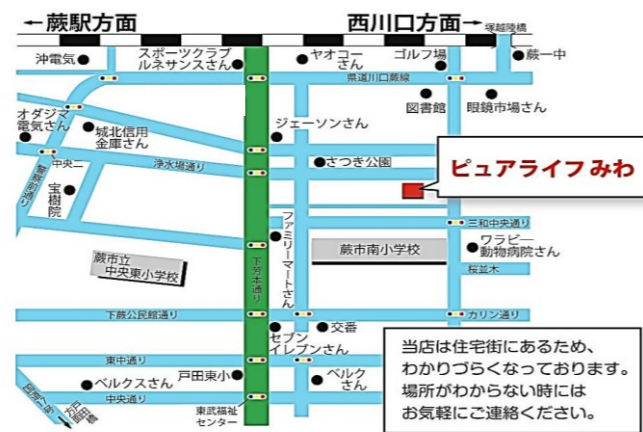 ←蕨駅方面
西川口方面→
塚越陸橋
沖電気
スポーツクラブ
ルネサンスさん
ヤオコーさん
ゴルフ場
蕨一中
県道川口蕨線
オダジマ
電気さん
城北信用
金庫さん
ジェーソンさん
図書館
眼鏡市場さん
中央二
浄水場通り
さつき公園
ピュアライフ みわ
警察前通り
宝樹院
ファミリーマートさん
三和中央通り
蕨市立
中央東小学校
下芳本通り
蕨市南小学校
ワラビー
動物病院さん
桜並木
下蕨公民館通り
カリン通り
セブン
イレブンさん
交番
東中通り
ベルクスさん
戸田東小
ベルク
さん
中央通り
東武福祉
センター
戸田橋
当店は住宅街にあるため、
わかりづらくなっております。
場所がわからない時には
お気軽にご連絡ください。